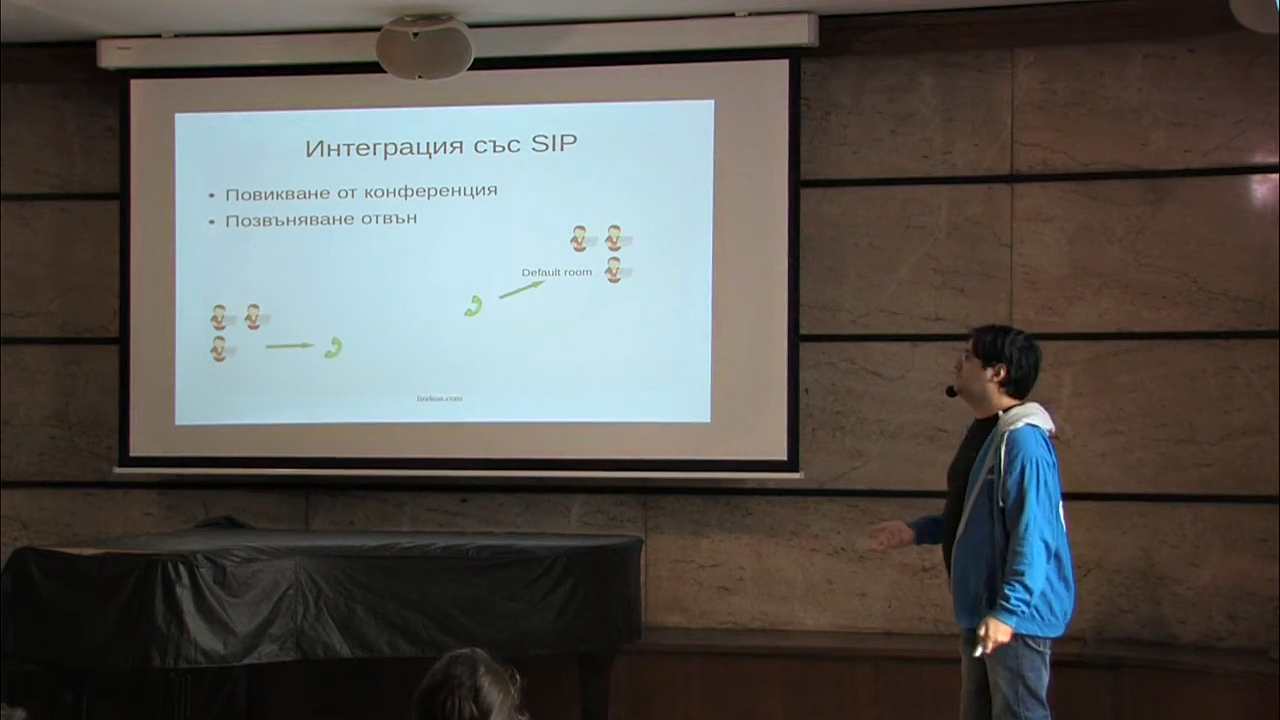 Интеграция със SIP
• Повикване от конференция
• Позвъняване отвън
Default room